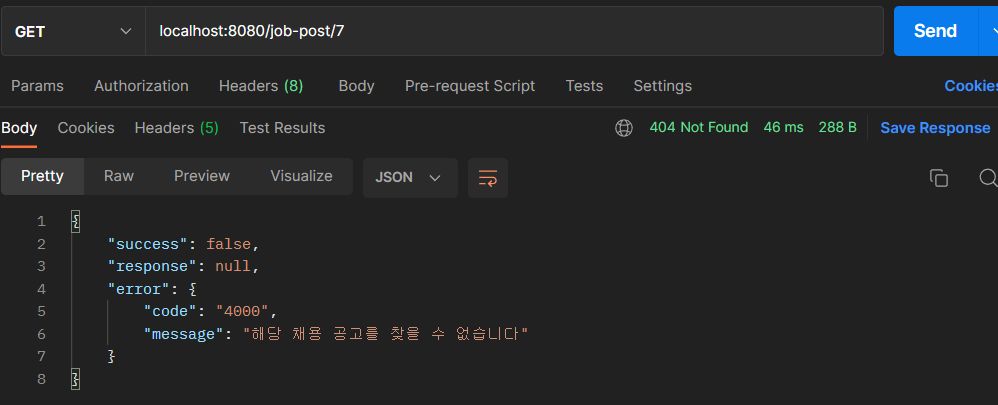 GET localhost:8080/job-post/7 Send
Params Authorization Headers (8) Body Pre-request Script Tests Settings Cookies
Body Cookies Headers (5) Test Results 404 Not Found 46 ms 288 B Save Response
Pretty Raw Preview Visualize JSON
1 {
2 "success": false,
3 "response": null,
4 "error": {
5 "code": "4000",
6 "message": "해당 채용 공고를 찾을 수 없습니다"
7 }
8 }